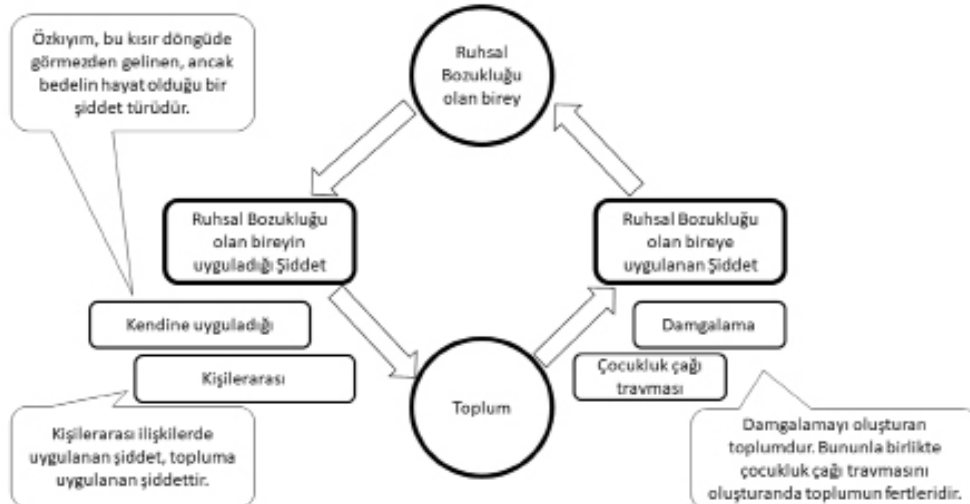 Özkıyım, bu kısır döngüde
görmezden gelinen, ancak
bedelin hayat olduğu bir
şiddet türüdür.
Ruhsal
Bozukluğu
olan birey
Ruhsal Bozukluğu
olan bireyin
uyguladığı Şiddet
Ruhsal Bozukluğu
olan bireye
uygulanan Şiddet
Kendine uyguladığı
Kişilerarası
Damgalama
Çocukluk çağı
travması
Toplum
Kişilerarası ilişkilerde
uygulanan şiddet, topluma
uygulanan şiddettir.
Damgalamayı oluşturan
toplumdur. Bununla birlikte
çocukluk çağı travmasını
oluşturanda toplumun fertleridir.